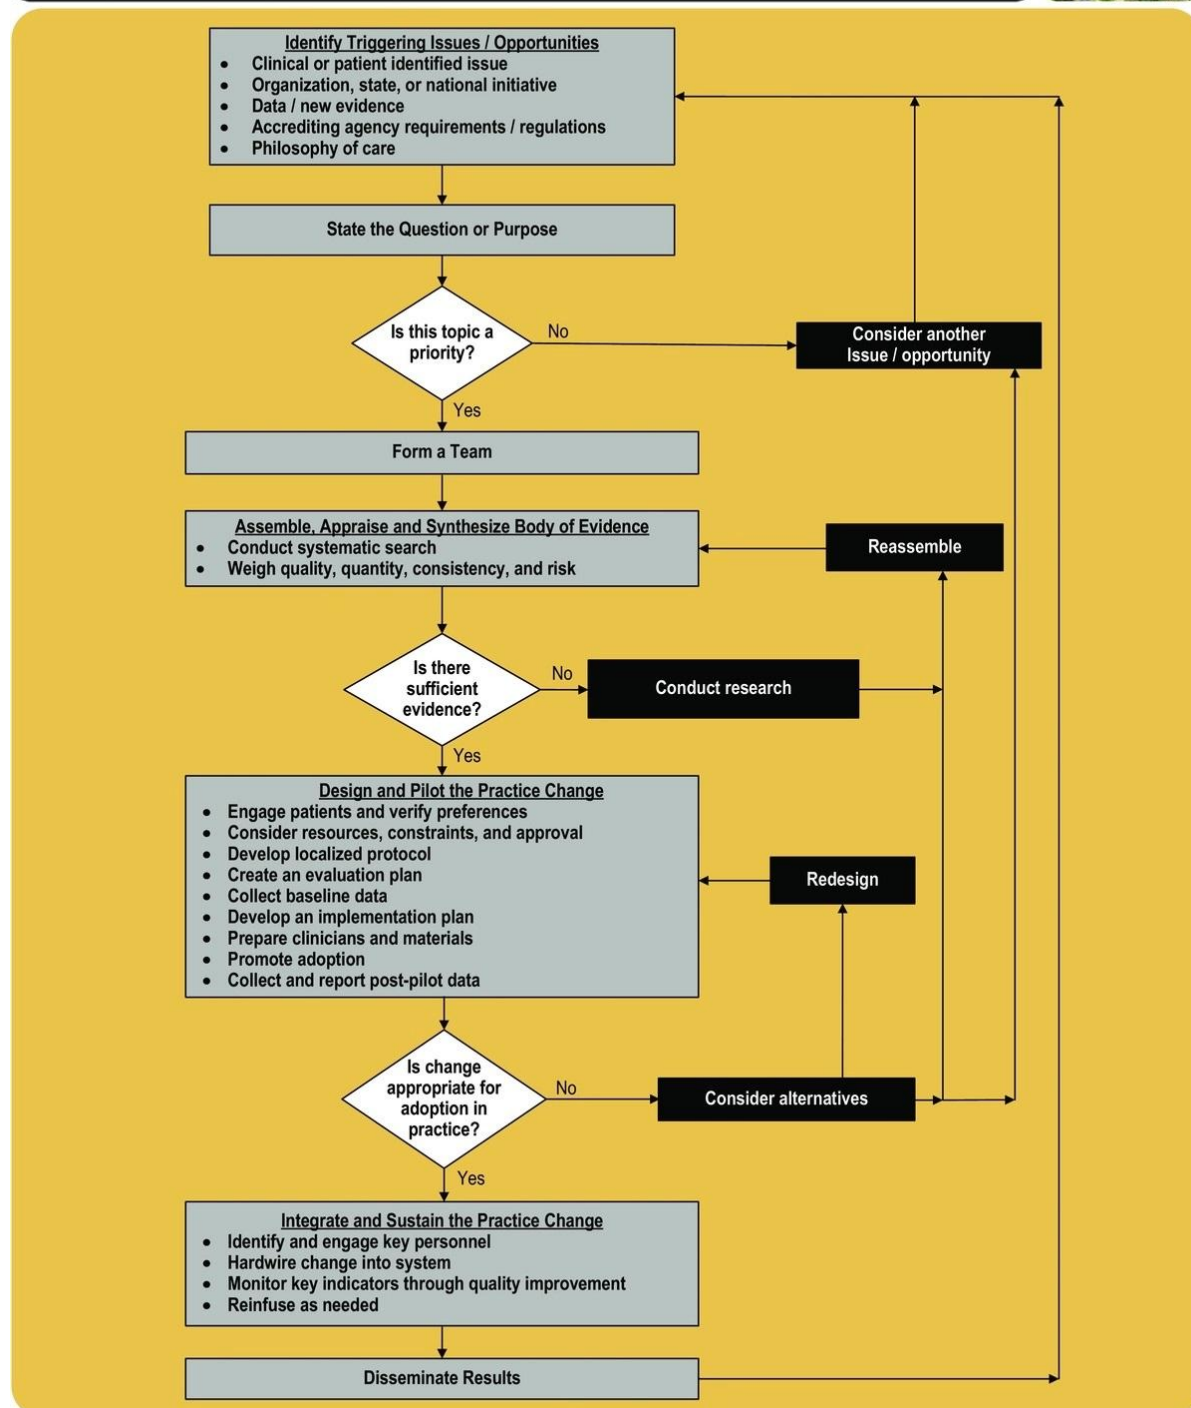 Identify Triggering Issues / Opportunities
• Clinical or patient identified issue
• Organization, state, or national initiative
• Data / new evidence
• Accrediting agency requirements / regulations
• Philosophy of care
State the Question or Purpose
Is this topic a
priority?
No
Consider another
Issue / opportunity
Yes
Form a Team
Assemble, Appraise and Synthesize Body of Evidence
• Conduct systematic search
• Weigh quality, quantity, consistency, and risk
Reassemble
Is there
sufficient
evidence?
No
Conduct research
Yes
Design and Pilot the Practice Change
• Engage patients and verify preferences
• Consider resources, constraints, and approval
• Develop localized protocol
• Create an evaluation plan
• Collect baseline data
• Develop an implementation plan
• Prepare clinicians and materials
• Promote adoption
• Collect and report post-pilot data
Redesign
Is change
appropriate for
adoption in
practice?
No
Consider alternatives
Yes
Integrate and Sustain the Practice Change
• Identify and engage key personnel
• Hardwire change into system
• Monitor key indicators through quality improvement
• Reinfuse as needed
Disseminate Results